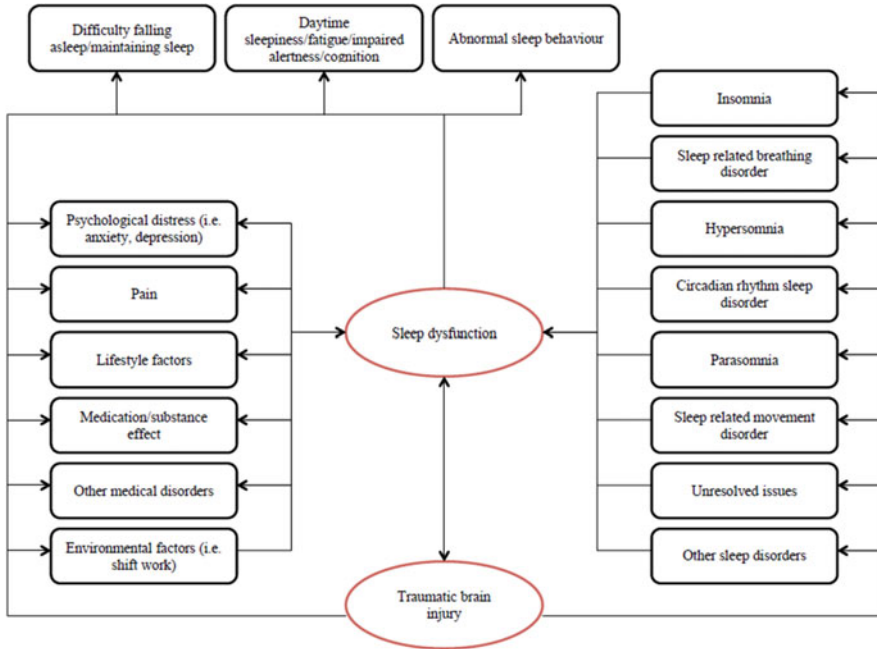 Difficulty falling
asleep/maintaining sleep
Daytime
sleepiness/fatigue/impaired
alertness/cognition
Abnormal sleep behaviour
Psychological distress (i.e.
anxiety, depression)
Pain
Lifestyle factors
Medication/substance
effect
Other medical disorders
Environmental factors (i.e.
shift work)
Sleep dysfunction
Traumatic brain
injury
Insomnia
Sleep related breathing
disorder
Hypersomnia
Circadian rhythm sleep
disorder
Parasomnia
Sleep related movement
disorder
Unresolved issues
Other sleep disorders